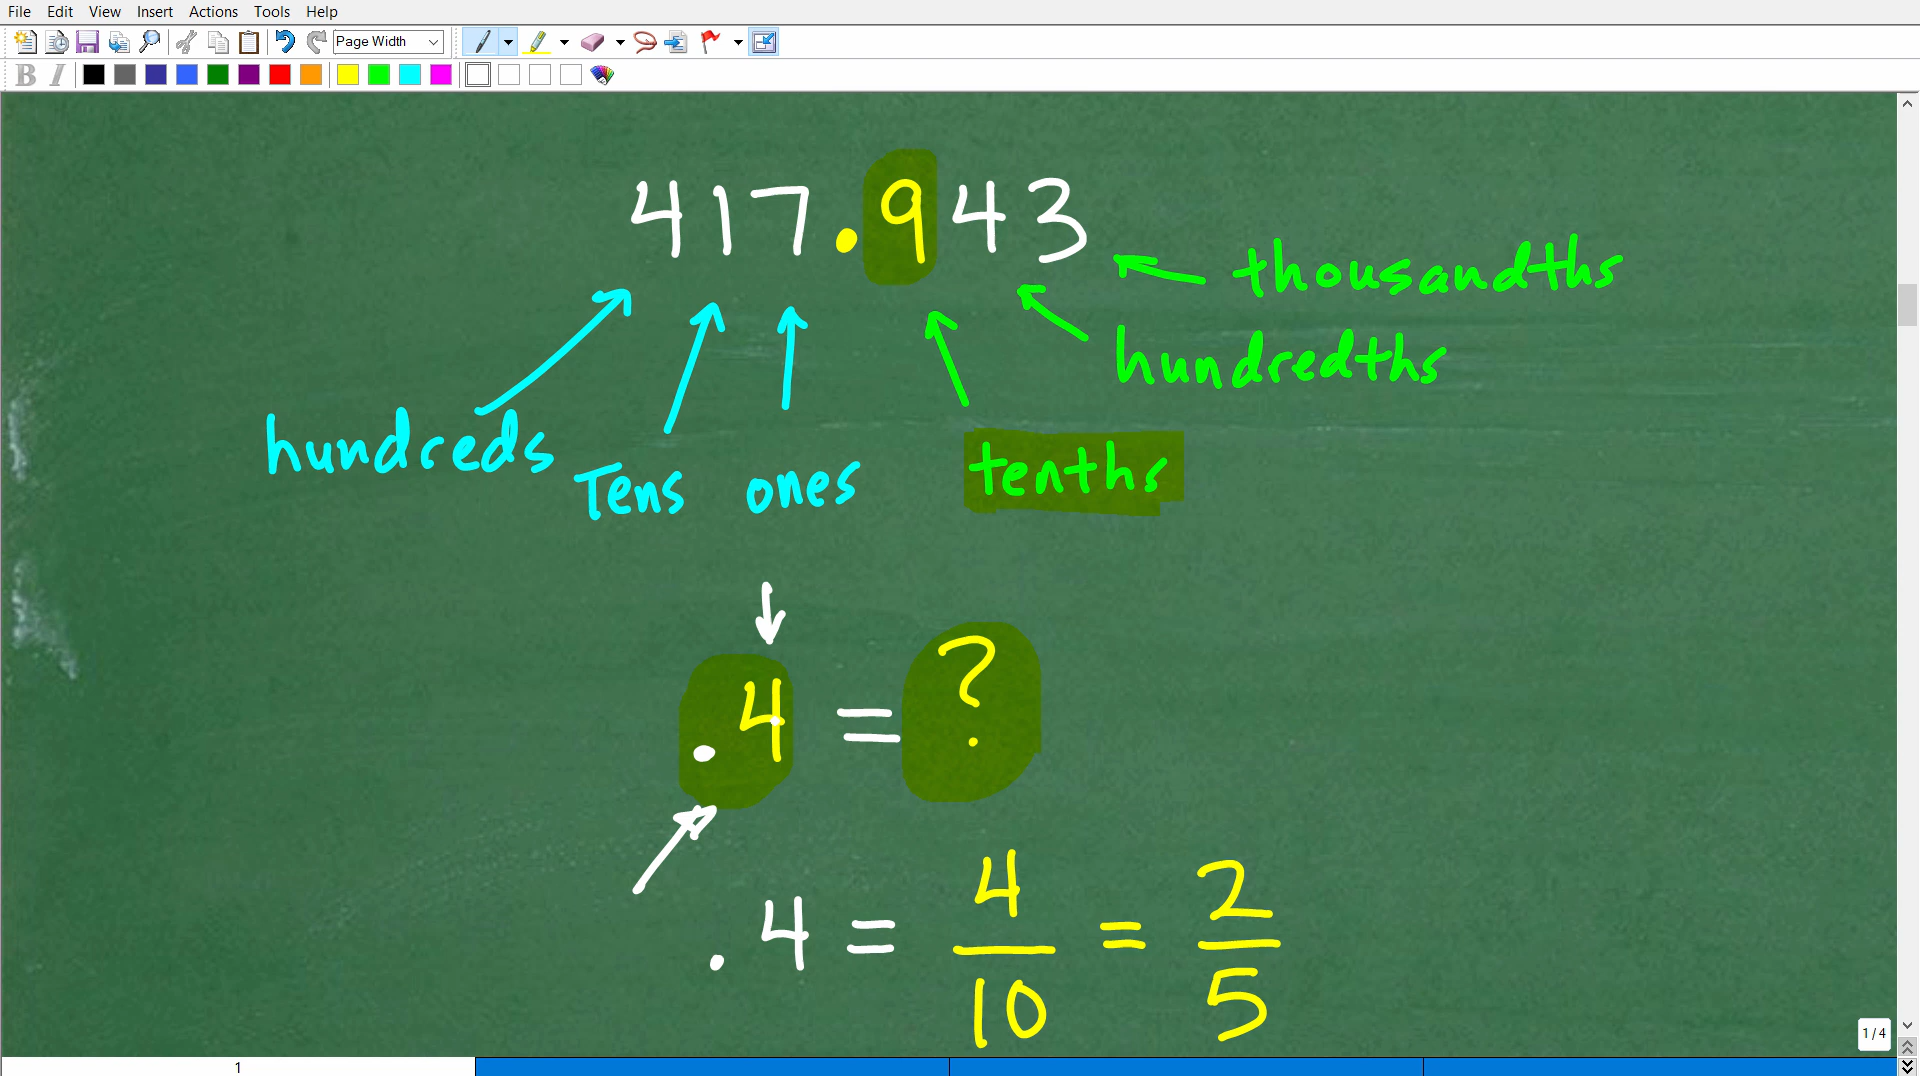 File Edit View Insert Actions Tools Help
Page Width
B I
417.943
thousandths
hundredths
hundreds Tens ones tenths
.4 = ?
.4 = 4/10 = 2/5
1 / 4
1